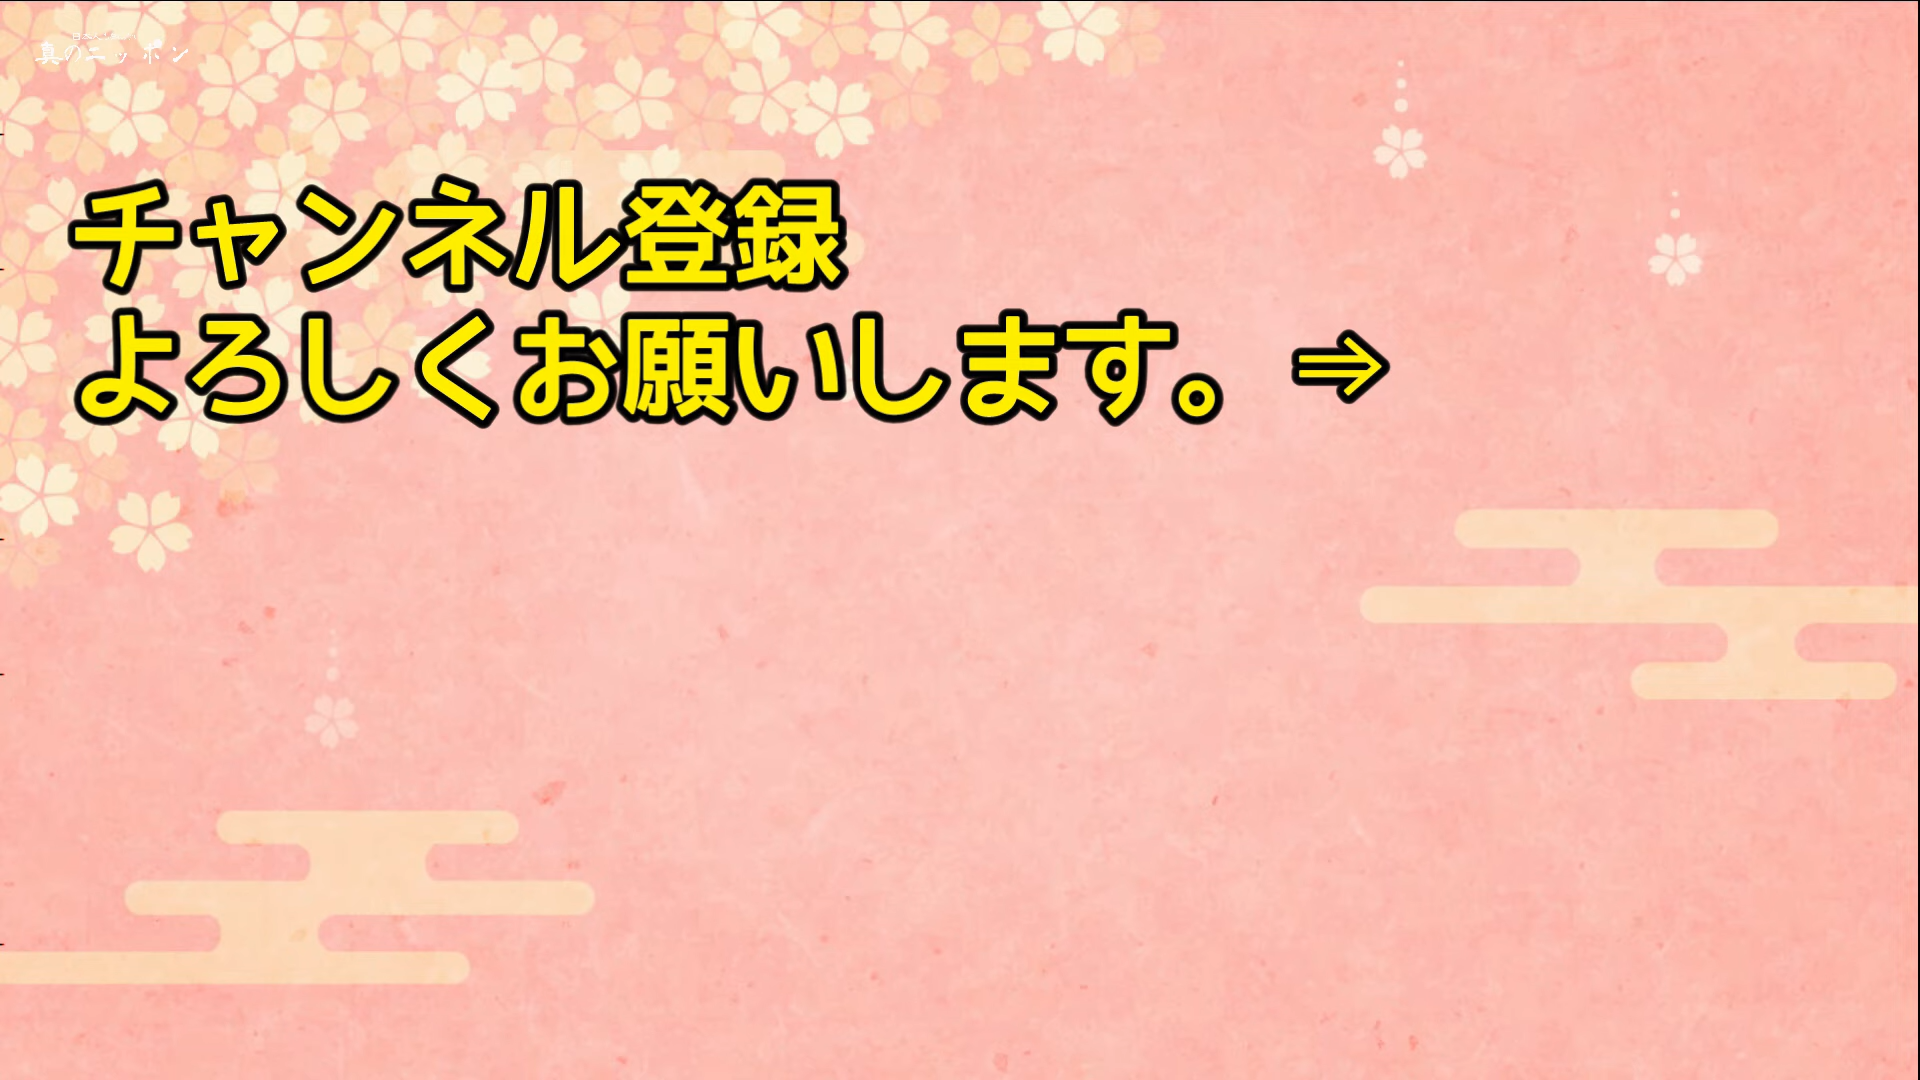 真のニッポン
チャンネル登録
よろしくお願いします。⇒